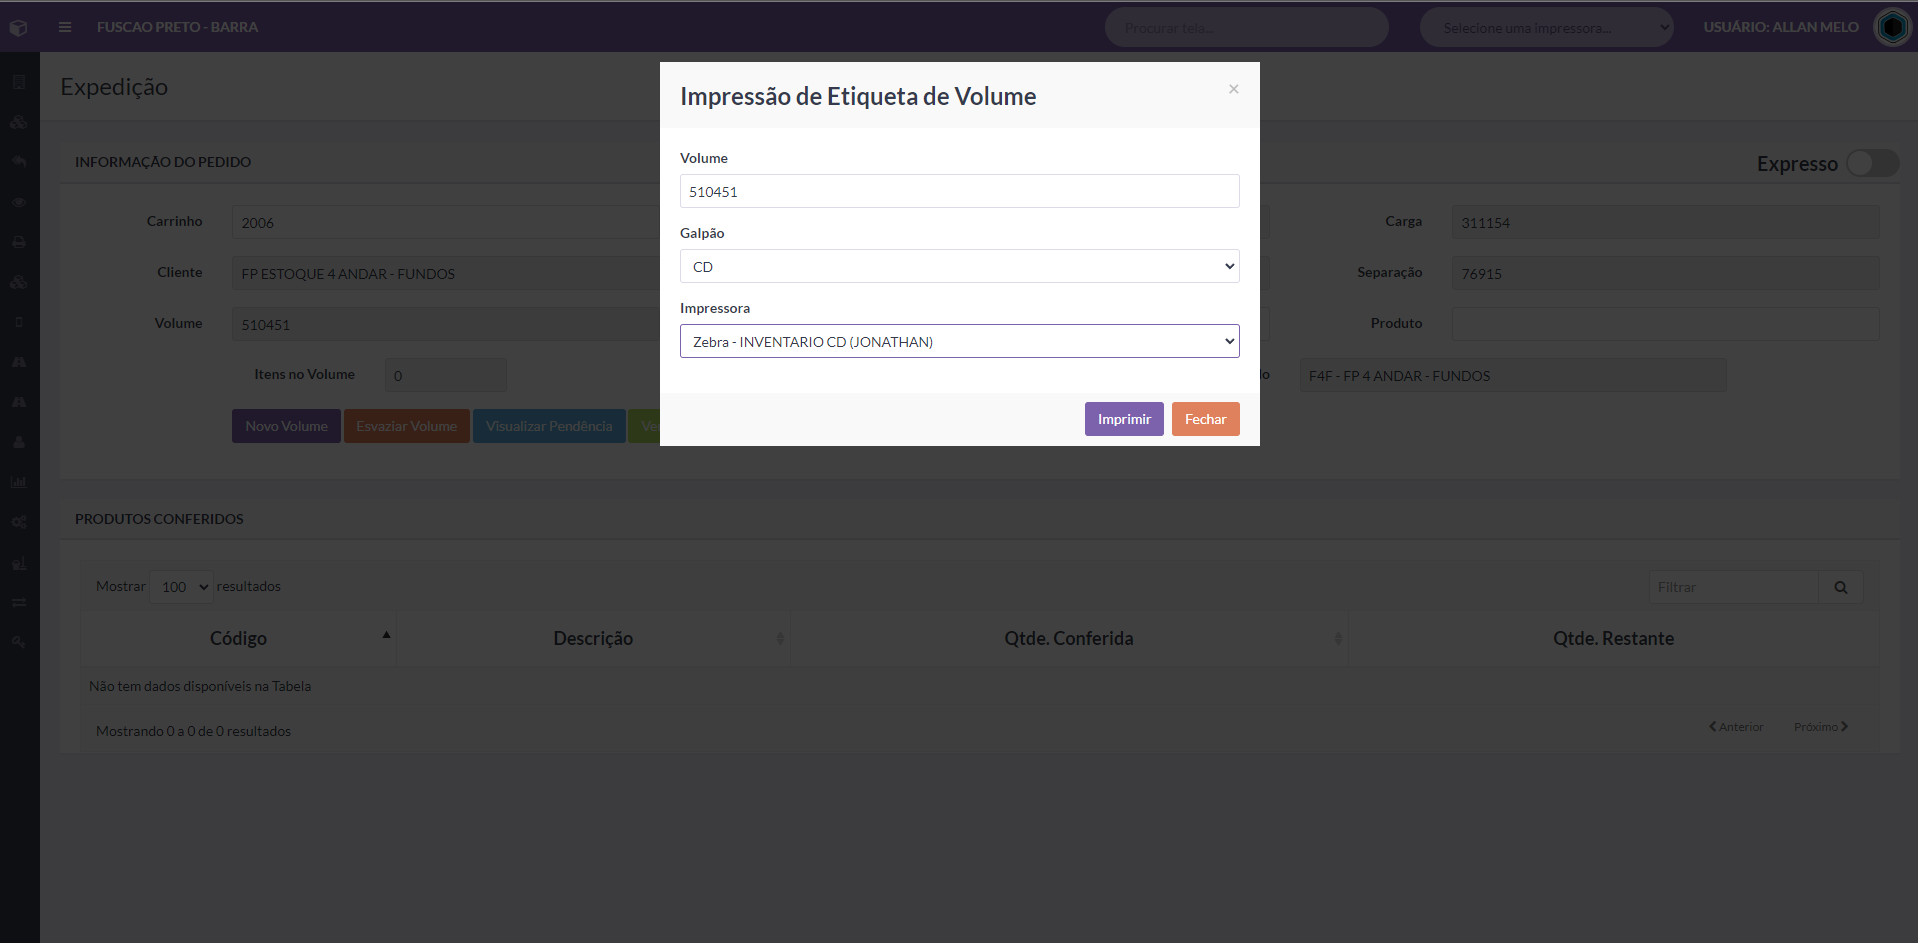 FUSCAO PRETO - BARRA
Procurar tela...
Selecione uma impressora...
USUÁRIO: ALLAN MELO
Expedição
Impressão de Etiqueta de Volume
×
Volume
510451
Galpão
CD
Impressora
Zebra - INVENTARIO CD (JONATHAN)
Imprimir
Fechar
INFORMAÇÃO DO PEDIDO
Expresso
Carrinho
2006
Carga
311154
Cliente
FP ESTOQUE 4 ANDAR - FUNDOS
Separação
76915
Volume
510451
Produto
Itens no Volume
0
F4F - FP 4 ANDAR - FUNDOS
Novo Volume
Esvaziar Volume
Visualizar Pendência
PRODUTOS CONFERIDOS
Mostrar 100 resultados
Filtrar
Código
Descrição
Qtde. Conferida
Qtde. Restante
Não tem dados disponíveis na Tabela
Mostrando 0 a 0 de 0 resultados
Anterior
Próximo